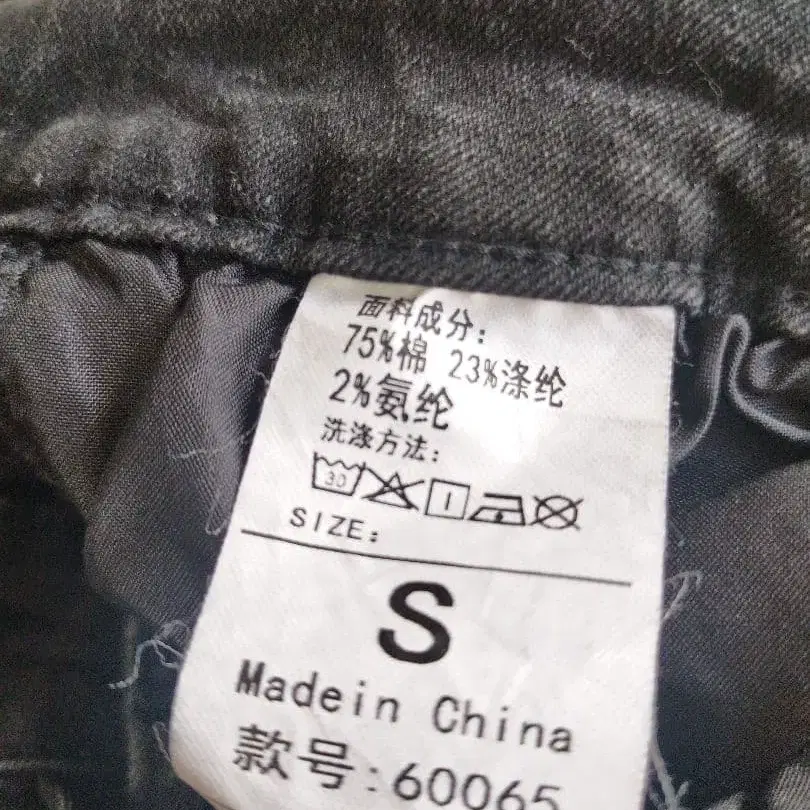 面料成分:
75%棉 23%涤纶
2%氨纶
洗涤方法:
30
SIZE:
S
Madein China
款号:60065